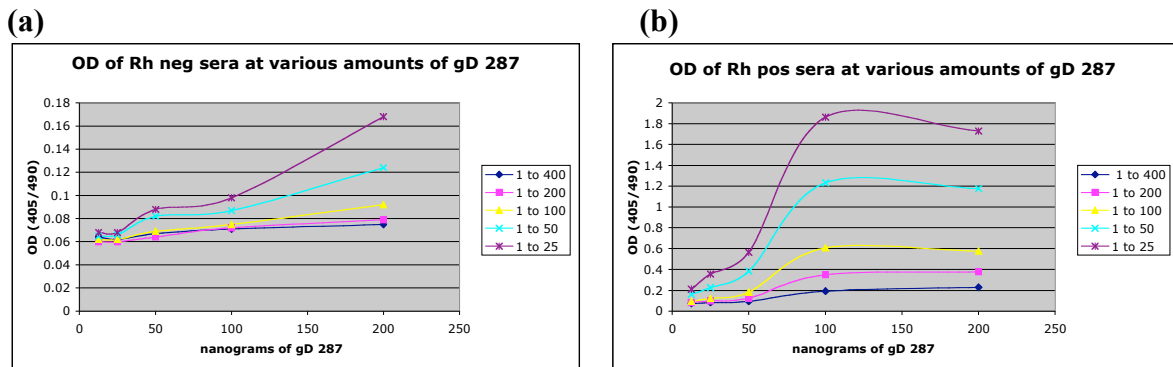 (a)
OD of Rh neg sera at various amounts of gD 287
OD (405/490)
0.18
0.16
0.14
0.12
0.1
0.08
0.06
0.04
0.02
0
0 50 100 150 200 250
nanograms of gD 287
1 to 400
1 to 200
1 to 100
1 to 50
1 to 25
(b)
OD of Rh pos sera at various amounts of gD 287
OD (405/490)
2
1.8
1.6
1.4
1.2
1
0.8
0.6
0.4
0.2
0
0 50 100 150 200 250
nanograms of gD 287
1 to 400
1 to 200
1 to 100
1 to 50
1 to 25